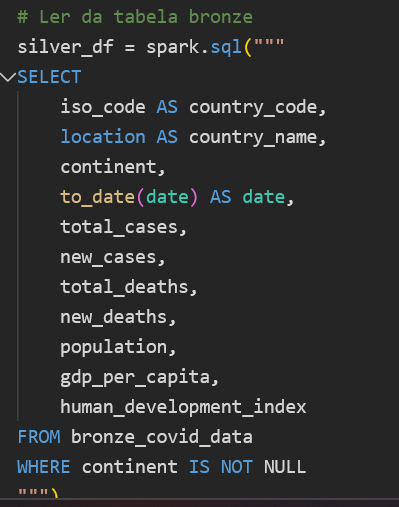 # Ler da tabela bronze
silver_df = spark.sql("""
SELECT
iso_code AS country_code,
location AS country_name,
continent,
to_date(date) AS date,
total_cases,
new_cases,
total_deaths,
new_deaths,
population,
gdp_per_capita,
human_development_index
FROM bronze_covid_data
WHERE continent IS NOT NULL
""")